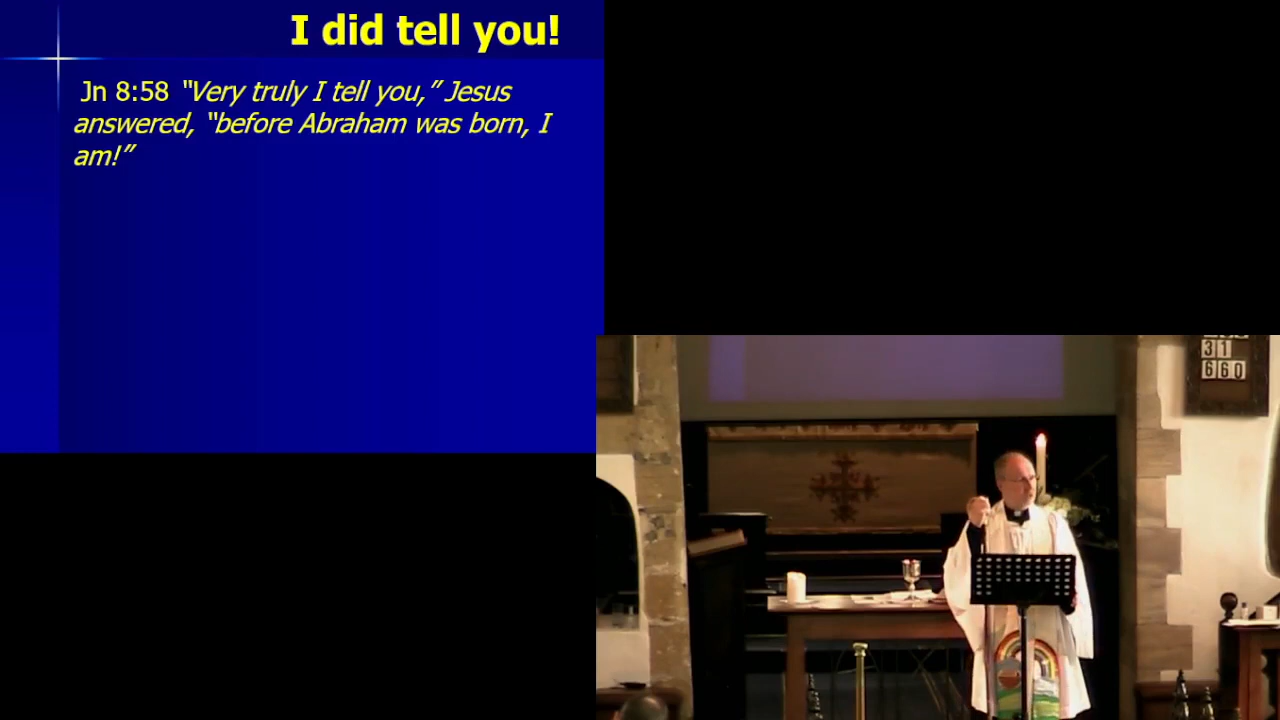 I did tell you!
Jn 8:58 “Very truly I tell you,” Jesus
answered, “before Abraham was born, I
am!”
31
660